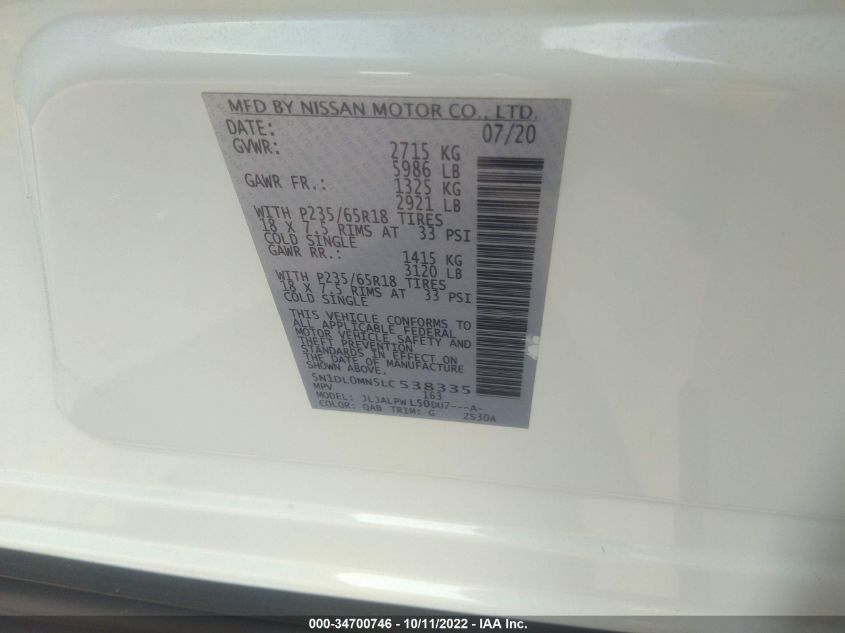 MFD BY NISSAN MOTOR CO., LTD.
DATE: 07/20
GVWR: 2715 KG
5986 LB
GAWR FR.: 1325 KG
2921 LB
WITH P235/65R18 TIRES
18 X 7.5 RIMS AT 33 PSI
COLD SINGLE
GAWR RR.: 1415 KG
3120 LB
WITH P235/65R18 TIRES
18 X 7.5 RIMS AT 33 PSI
COLD SINGLE
THIS VEHICLE CONFORMS TO
ALL APPLICABLE FEDERAL
MOTOR VEHICLE SAFETY AND
THEFT PREVENTION
STANDARDS IN EFFECT ON
THE DATE OF MANUFACTURE
SHOWN ABOVE.
5N1DL0MN5LC538335
MPV 163
MODEL: JLJALPWL50DU7---A-
COLOR: QAB TRIM: G 2530A
000-34700746 - 10/11/2022 - IAA Inc.